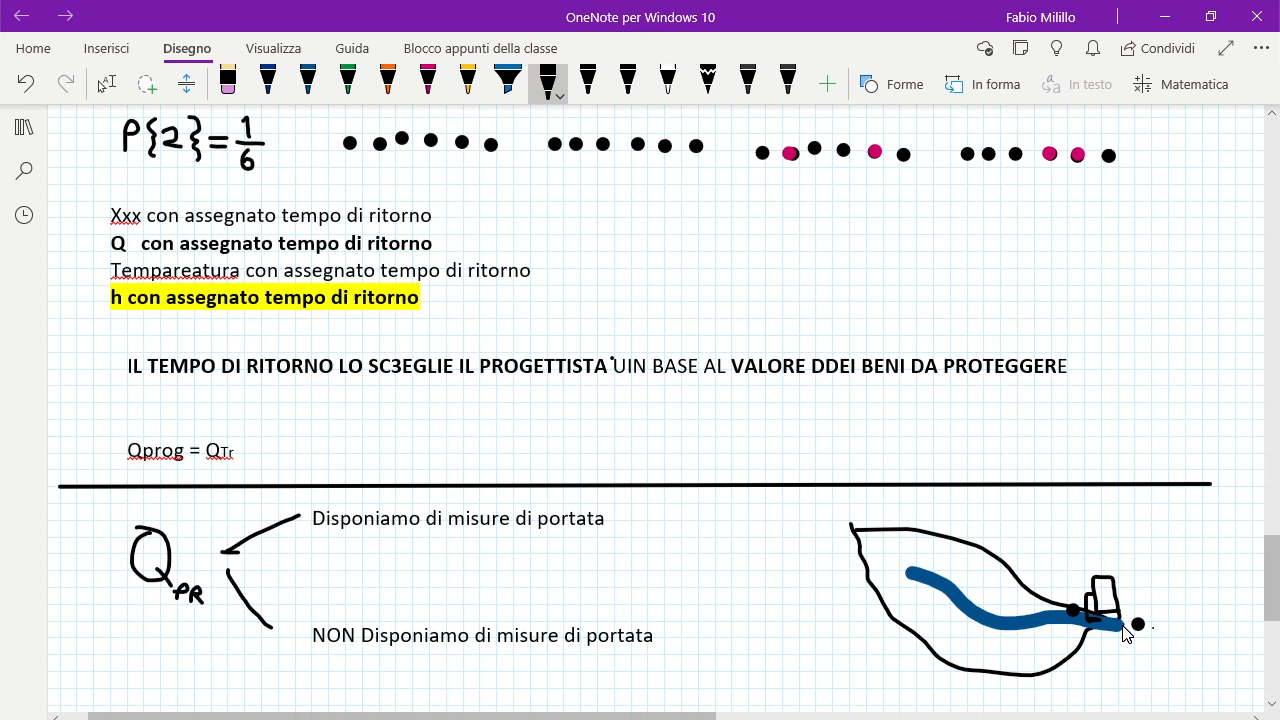 OneNote per Windows 10
Fabio Milillo
Home Inserisci Disegno Visualizza Guida Blocco appunti della classe Condividi
Forme In forma In testo Matematica
P{2}=1/6
Xxx con assegnato tempo di ritorno
Q con assegnato tempo di ritorno
Tempareatura con assegnato tempo di ritorno
h con assegnato tempo di ritorno
IL TEMPO DI RITORNO LO SC3EGLIE IL PROGETTISTA UIN BASE AL VALORE DDEI BENI DA PROTEGGERE
Qprog = QTr
Disponiamo di misure di portata
QPR
NON Disponiamo di misure di portata